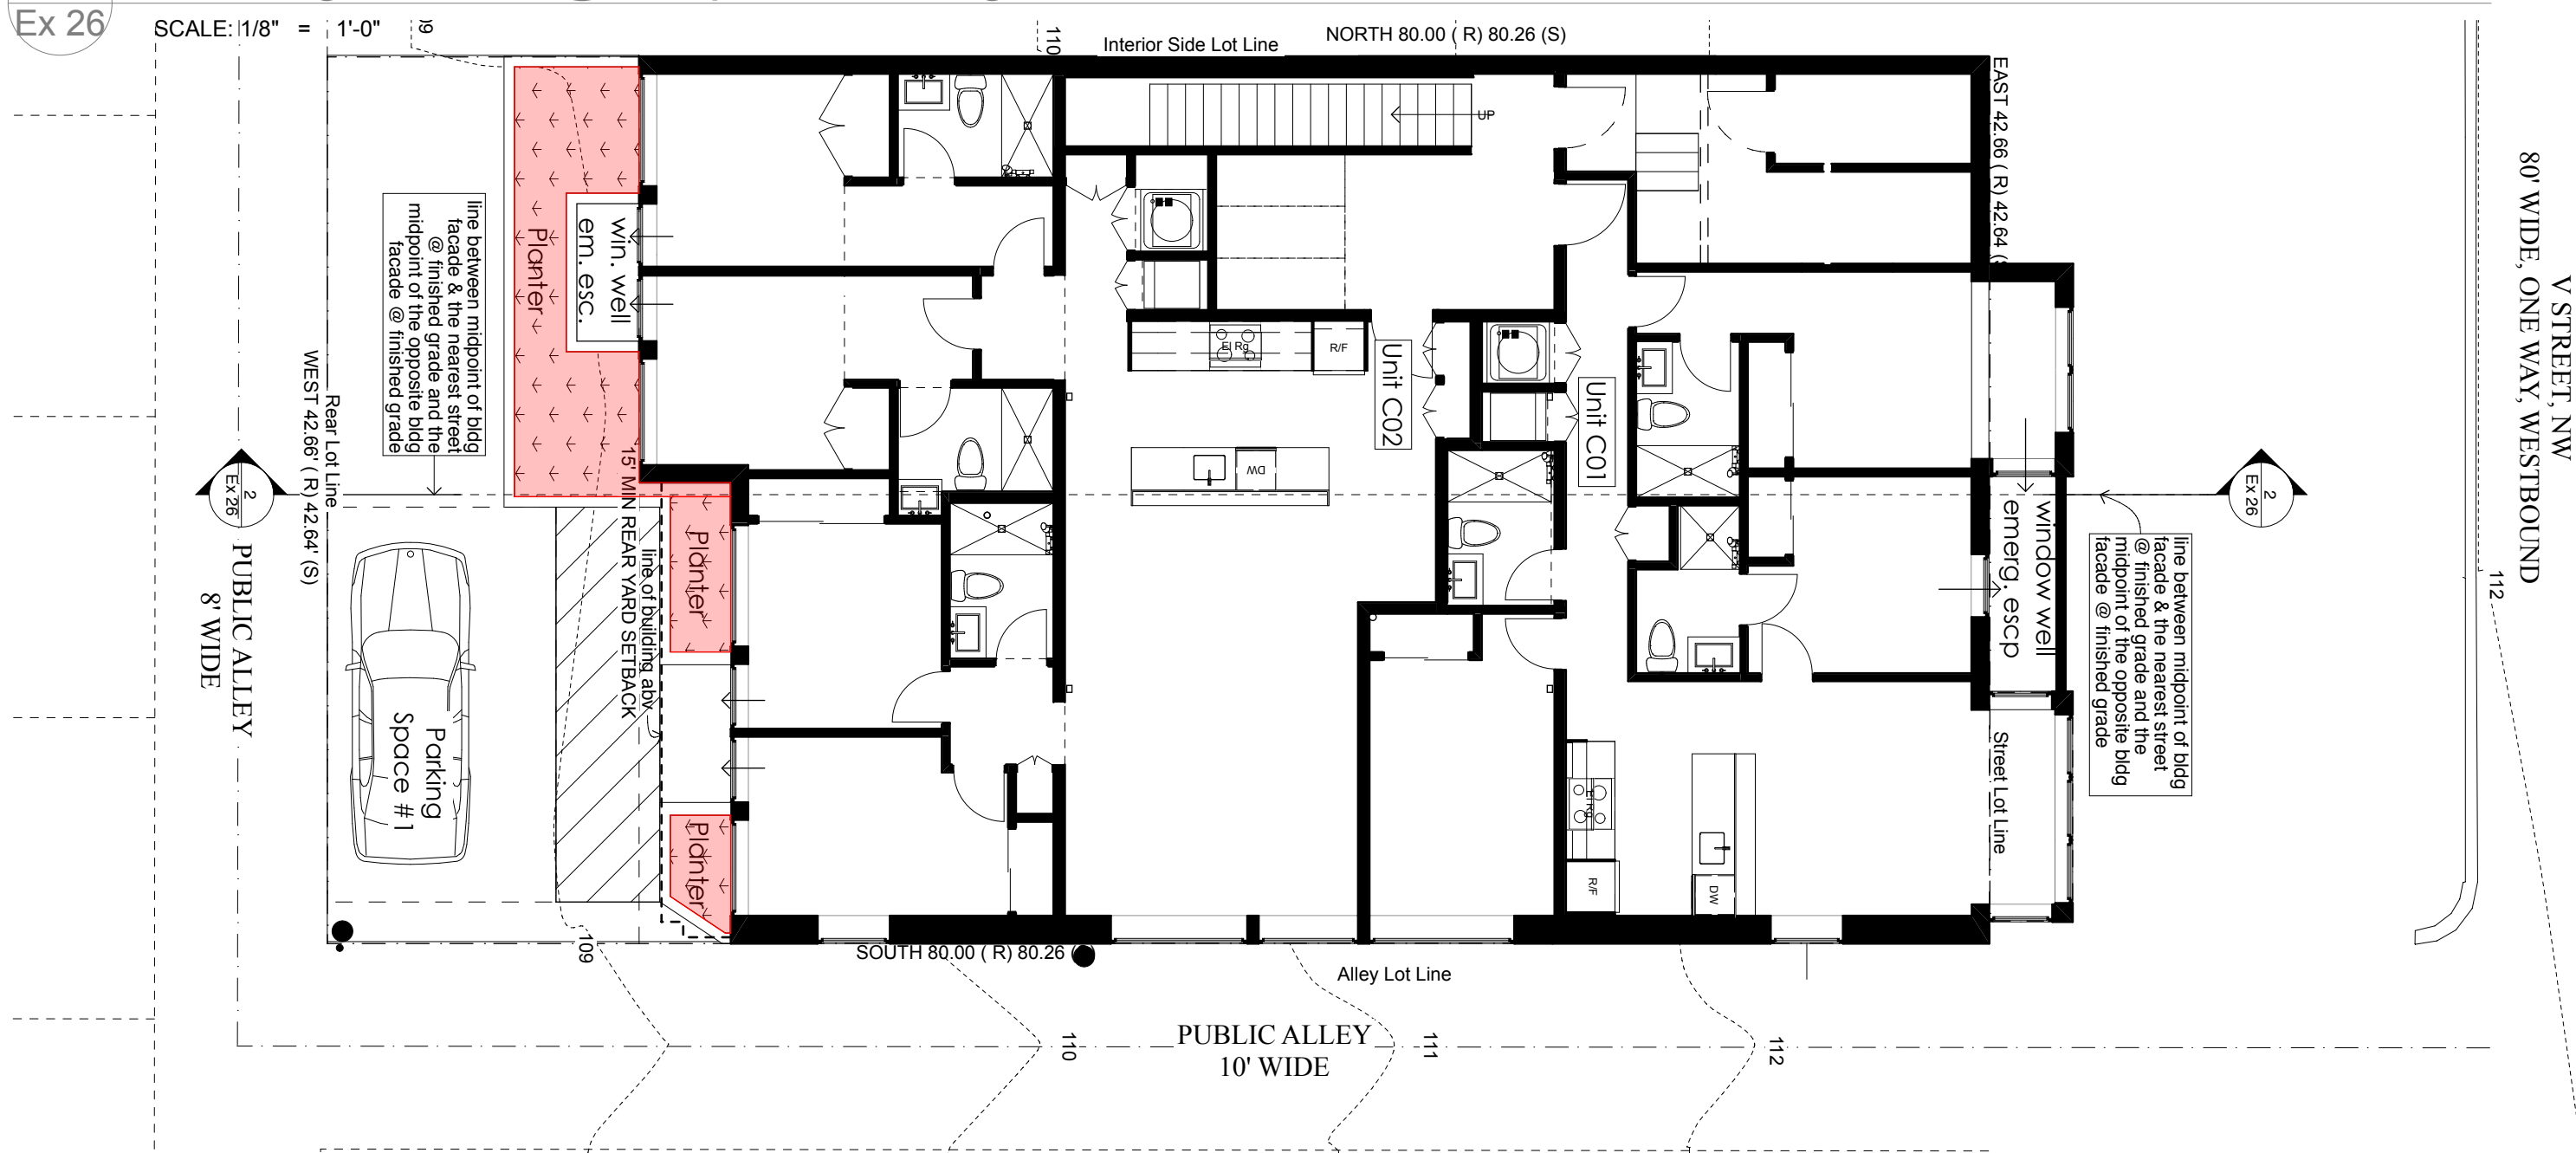 Ex 26
SCALE: 1/8" = 1'-0"
110
Interior Side Lot Line
NORTH 80.00 ( R) 80.26 (S)
EAST 42.66 ( R) 42.64 (S
80' WIDE, ONE WAY, WESTBOUND
V STREET, NW
UP
line between midpoint of bldg
facade & the nearest street
@ finished grade and the
midpoint of the opposite bldg
facade @ finished grade
Planter
win. well
em. esc.
El Rg
R/F
Unit C02
Unit C01
DW
Rear Lot Line
WEST 42.66' ( R) 42.64' (S)
2
Ex 26
15' MIN REAR YARD SETBACK
line of building abv
Planter
window well
emerg. escp
2
Ex 26
line between midpoint of bldg
facade & the nearest street
@ finished grade and the
midpoint of the opposite bldg
facade @ finished grade
112
PUBLIC ALLEY
8' WIDE
Parking
Space #1
Planter
El Rg
R/F
DW
Street Lot Line
109
SOUTH 80.00 ( R) 80.26 (
Alley Lot Line
110
PUBLIC ALLEY
10' WIDE
111
112